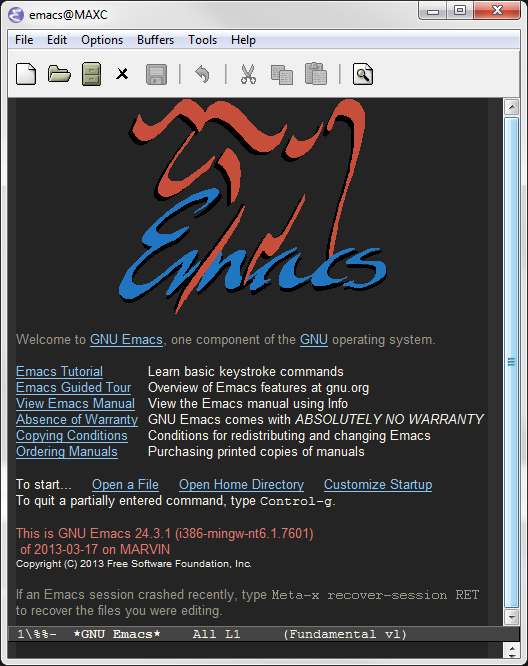 emacs@MAXC
File Edit Options Buffers Tools Help
Emacs
Welcome to GNU Emacs, one component of the GNU operating system.
Emacs Tutorial Learn basic keystroke commands
Emacs Guided Tour Overview of Emacs features at gnu.org
View Emacs Manual View the Emacs manual using Info
Absence of Warranty GNU Emacs comes with ABSOLUTELY NO WARRANTY
Copying Conditions Conditions for redistributing and changing Emacs
Ordering Manuals Purchasing printed copies of manuals
To start... Open a File Open Home Directory Customize Startup
To quit a partially entered command, type Control-g.
This is GNU Emacs 24.3.1 (i386-mingw-nt6.1.7601)
of 2013-03-17 on MARVIN
Copyright (C) 2013 Free Software Foundation, Inc.
If an Emacs session crashed recently, type Meta-x recover-session RET
to recover the files you were editing.
1\%%- *GNU Emacs* All L1 (Fundamental vl)